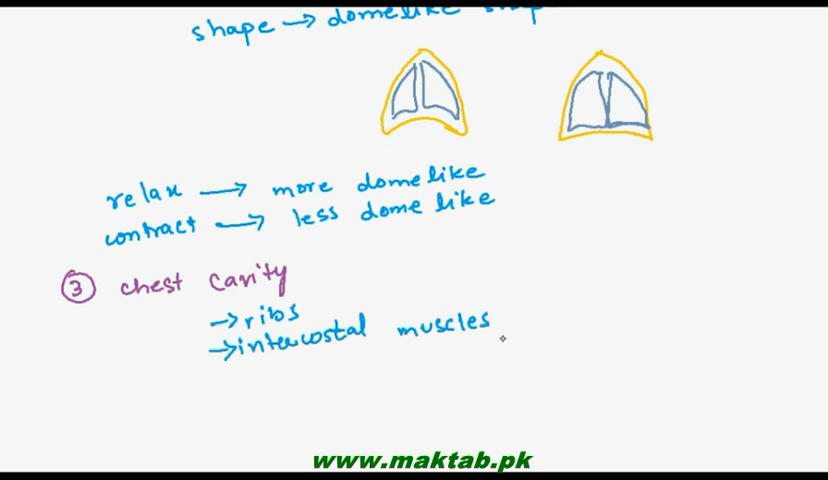 shape → domelike
relax → more domelike
contract → less dome like
③ chest cavity
→ ribs
→ intercostal muscles
www.maktab.pk